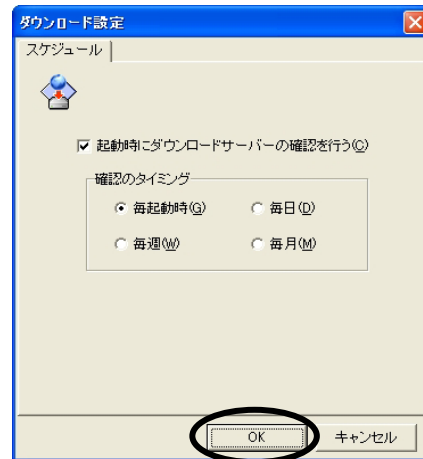 ダウンロード設定
スケジュール
起動時にダウンロードサーバーの確認を行う(C)
確認のタイミング
毎起動時(G) 毎日(D)
毎週(W) 毎月(M)
OK キャンセル